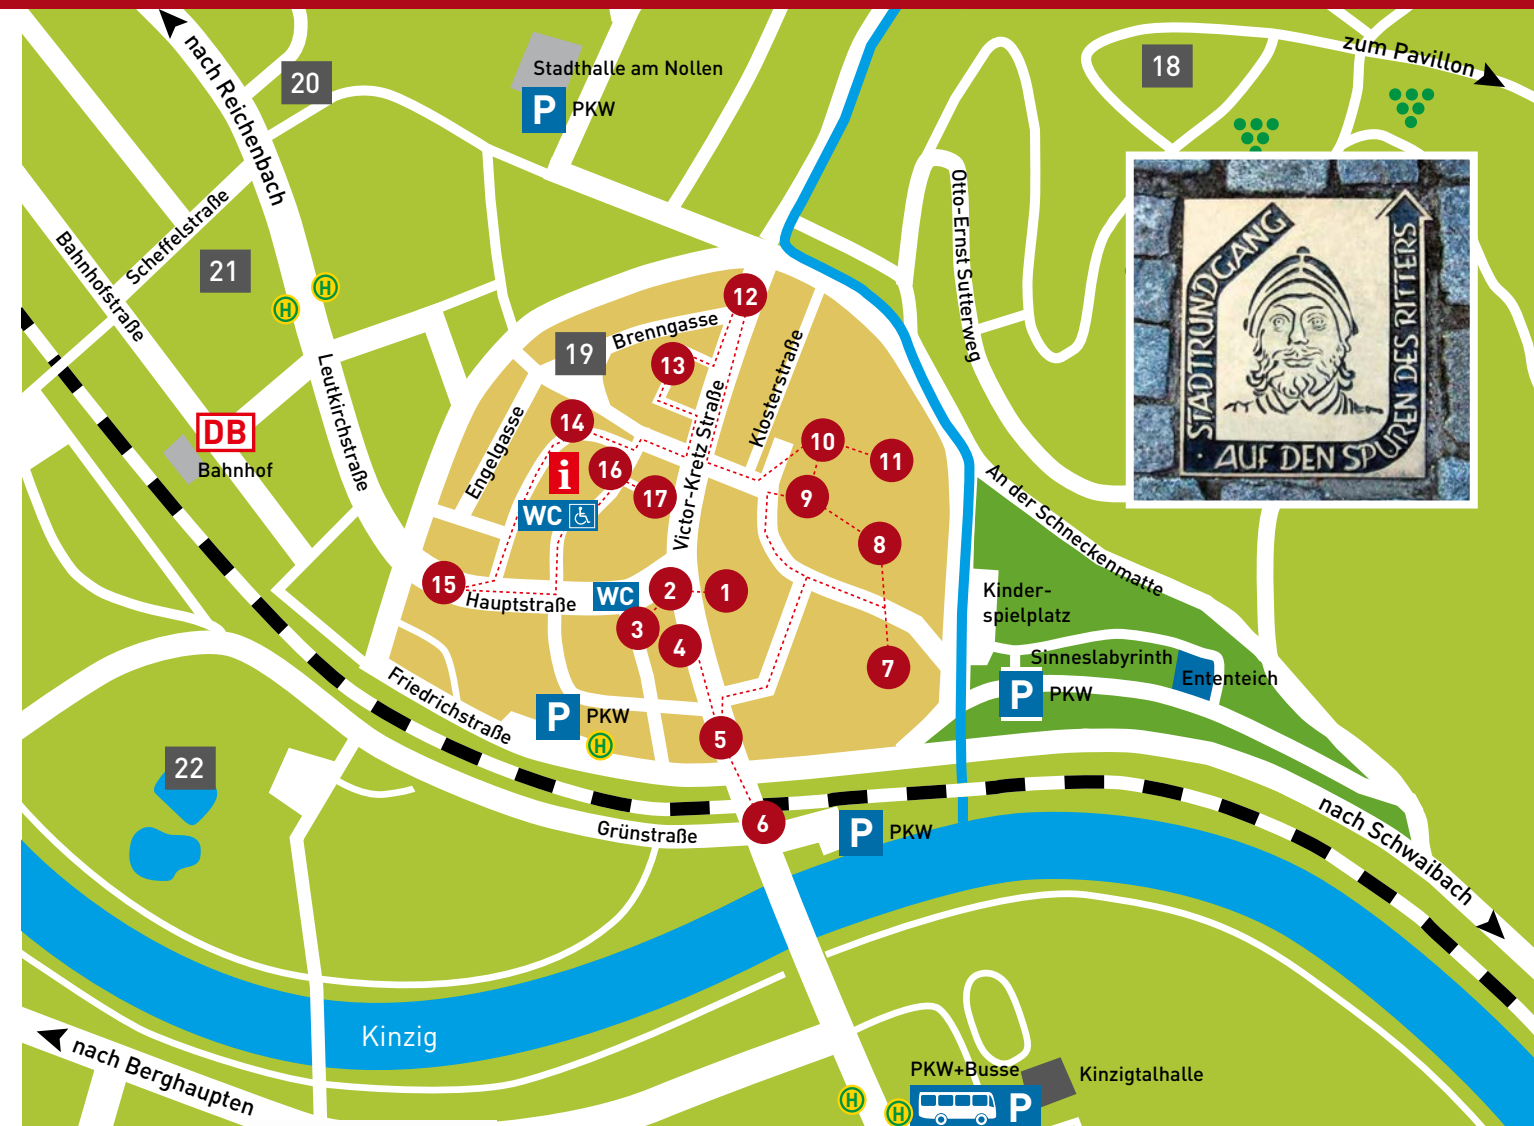 nach Reichenbach
20
Stadthalle am Nollen
P PKW
18
zum Pavillon
Scheffelstraße
Bahnhofstraße
21
H
H
Otto-Ernst Sutterweg
STADTRUNDGANG
AUF DEN SPUREN DES RITTERS
12
Brenngasse
19
13
Klosterstraße
Leutkirchstraße
Victor-Kretz Straße
Engelgasse
14
10
11
DB
Bahnhof
i
16
17
9
WC
8
An der Schneckenmatte
15
Hauptstraße
WC
2
1
3
4
7
Kinder-
spielplatz
Sinneslabyrinth
Ententeich
P PKW
Friedrichstraße
P PKW
H
5
22
6
Grünstraße
P PKW
nach Schwaibach
Kinzig
nach Berghaupten
PKW+Busse
Kinzigtalhalle
H
H
P